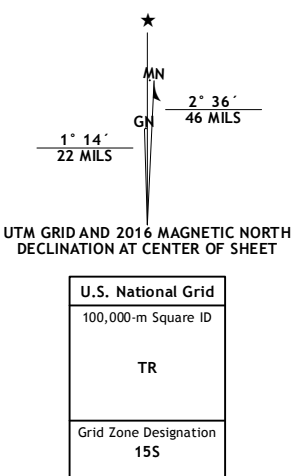 ★
MN
GN
2° 36´
46 MILS
1° 14´
22 MILS
UTM GRID AND 2016 MAGNETIC NORTH
DECLINATION AT CENTER OF SHEET
U.S. National Grid
100,000-m Square ID
TR
Grid Zone Designation
15S